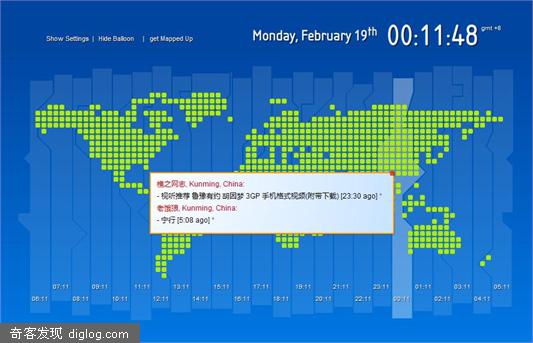 Show Settings | Hide Balloon | get Mapped Up
Monday, February 19th 00:11:48 gmt +8
樵之网志, Kunming, China:
- 视听推荐 鲁豫有约 胡因梦 3GP 手机格式视频(附带下载) [23:30 ago] "
老饿狼, Kunming, China:
- 宁行 [5:08 ago] "
07:11 09:11 11:11 13:11 15:11 17:11 19:11 21:11 23:11 01:11 03:11 05:11
06:11 08:11 10:11 12:11 14:11 16:11 18:11 20:11 22:11 00:11 02:11 04:11
奇客发现 diglog.com